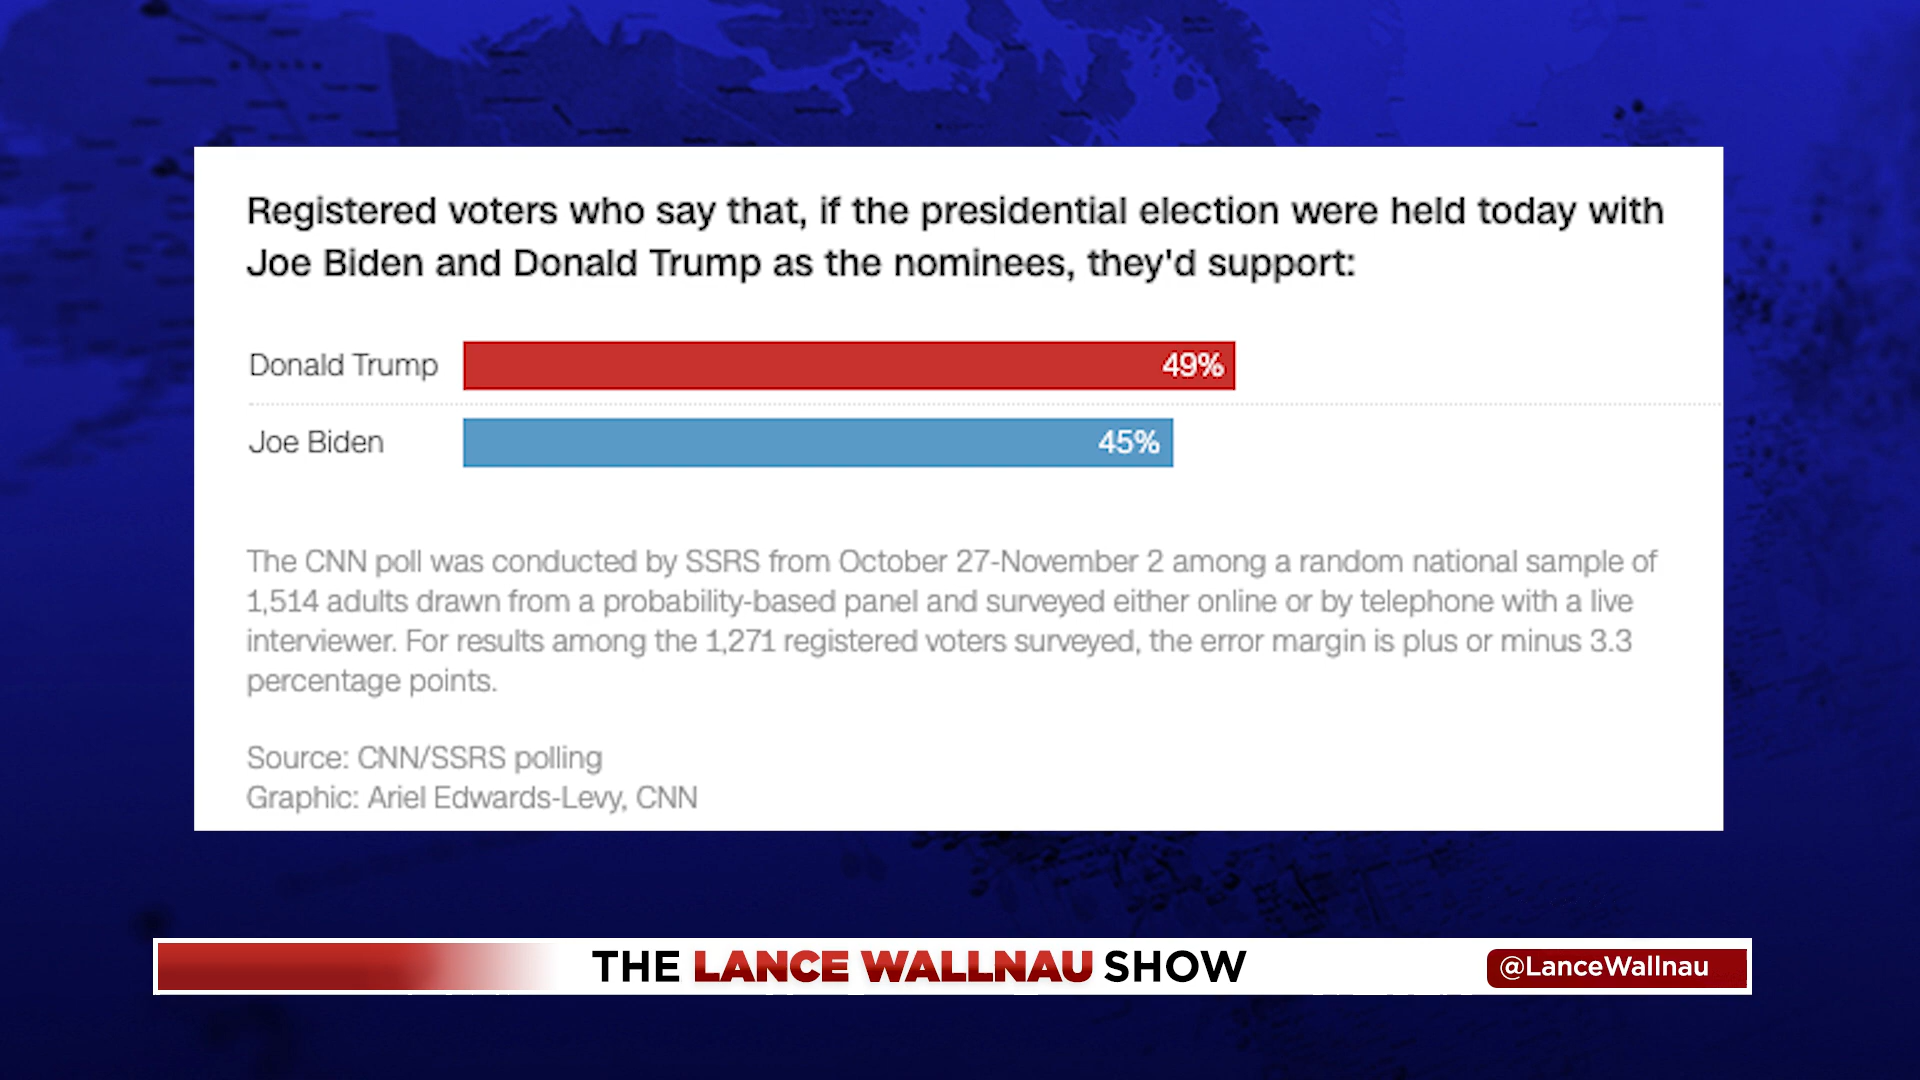 Registered voters who say that, if the presidential election were held today with
Joe Biden and Donald Trump as the nominees, they'd support:
Donald Trump 49%
Joe Biden 45%
The CNN poll was conducted by SSRS from October 27-November 2 among a random national sample of
1,514 adults drawn from a probability-based panel and surveyed either online or by telephone with a live
interviewer. For results among the 1,271 registered voters surveyed, the error margin is plus or minus 3.3
percentage points.
Source: CNN/SSRS polling
Graphic: Ariel Edwards-Levy, CNN
THE LANCE WALLNAU SHOW
@LanceWallnau